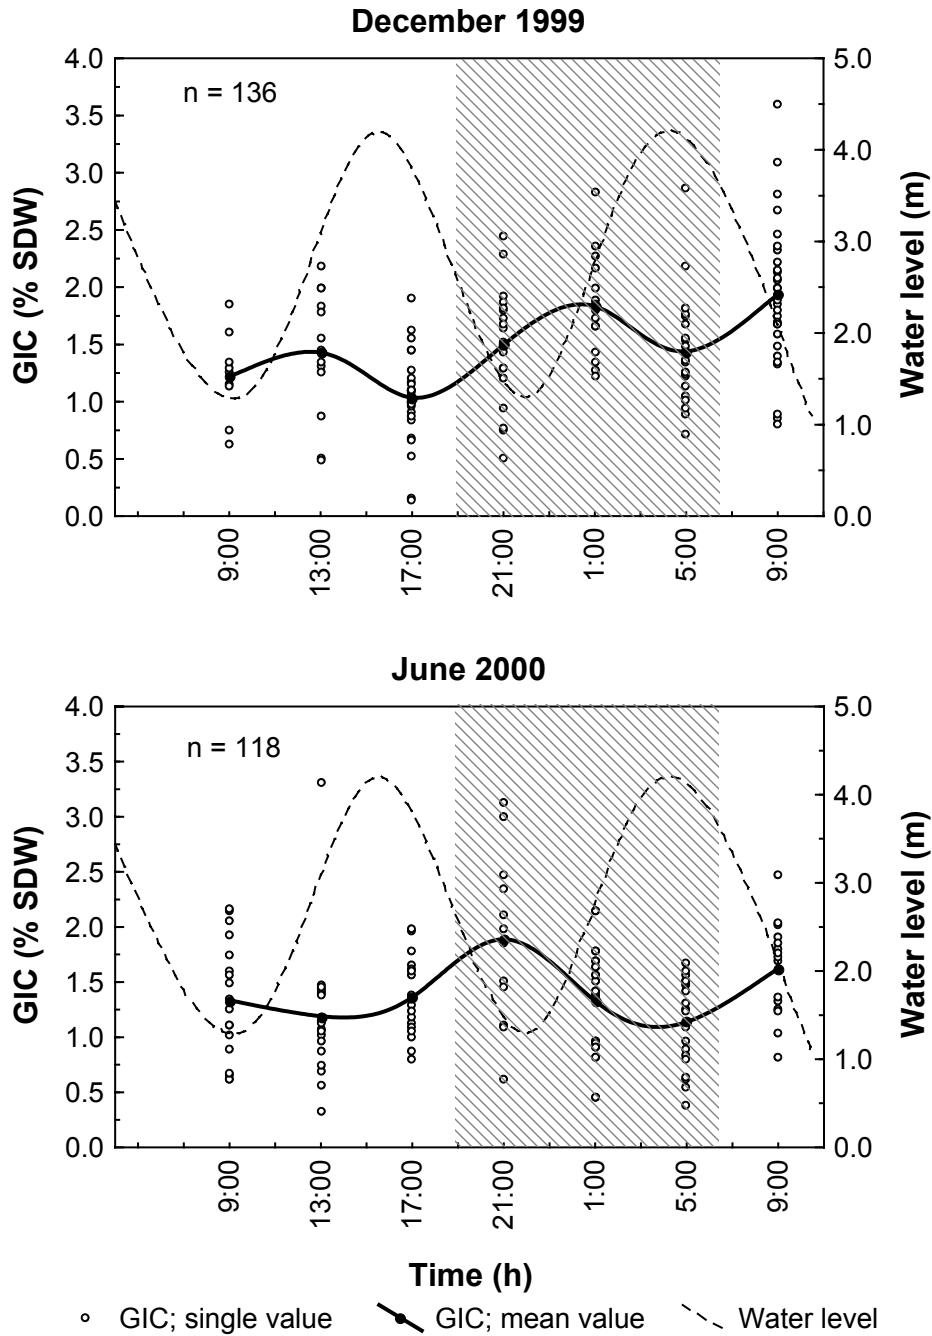 December 1999
n = 136
GIC (% SDW)
4.0
3.5
3.0
2.5
2.0
1.5
1.0
0.5
0.0
Water level (m)
5.0
4.0
3.0
2.0
1.0
0.0
9:00 13:00 17:00 21:00 1:00 5:00 9:00
June 2000
n = 118
GIC (% SDW)
4.0
3.5
3.0
2.5
2.0
1.5
1.0
0.5
0.0
Water level (m)
5.0
4.0
3.0
2.0
1.0
0.0
9:00 13:00 17:00 21:00 1:00 5:00 9:00
Time (h)
GIC; single value GIC; mean value Water level